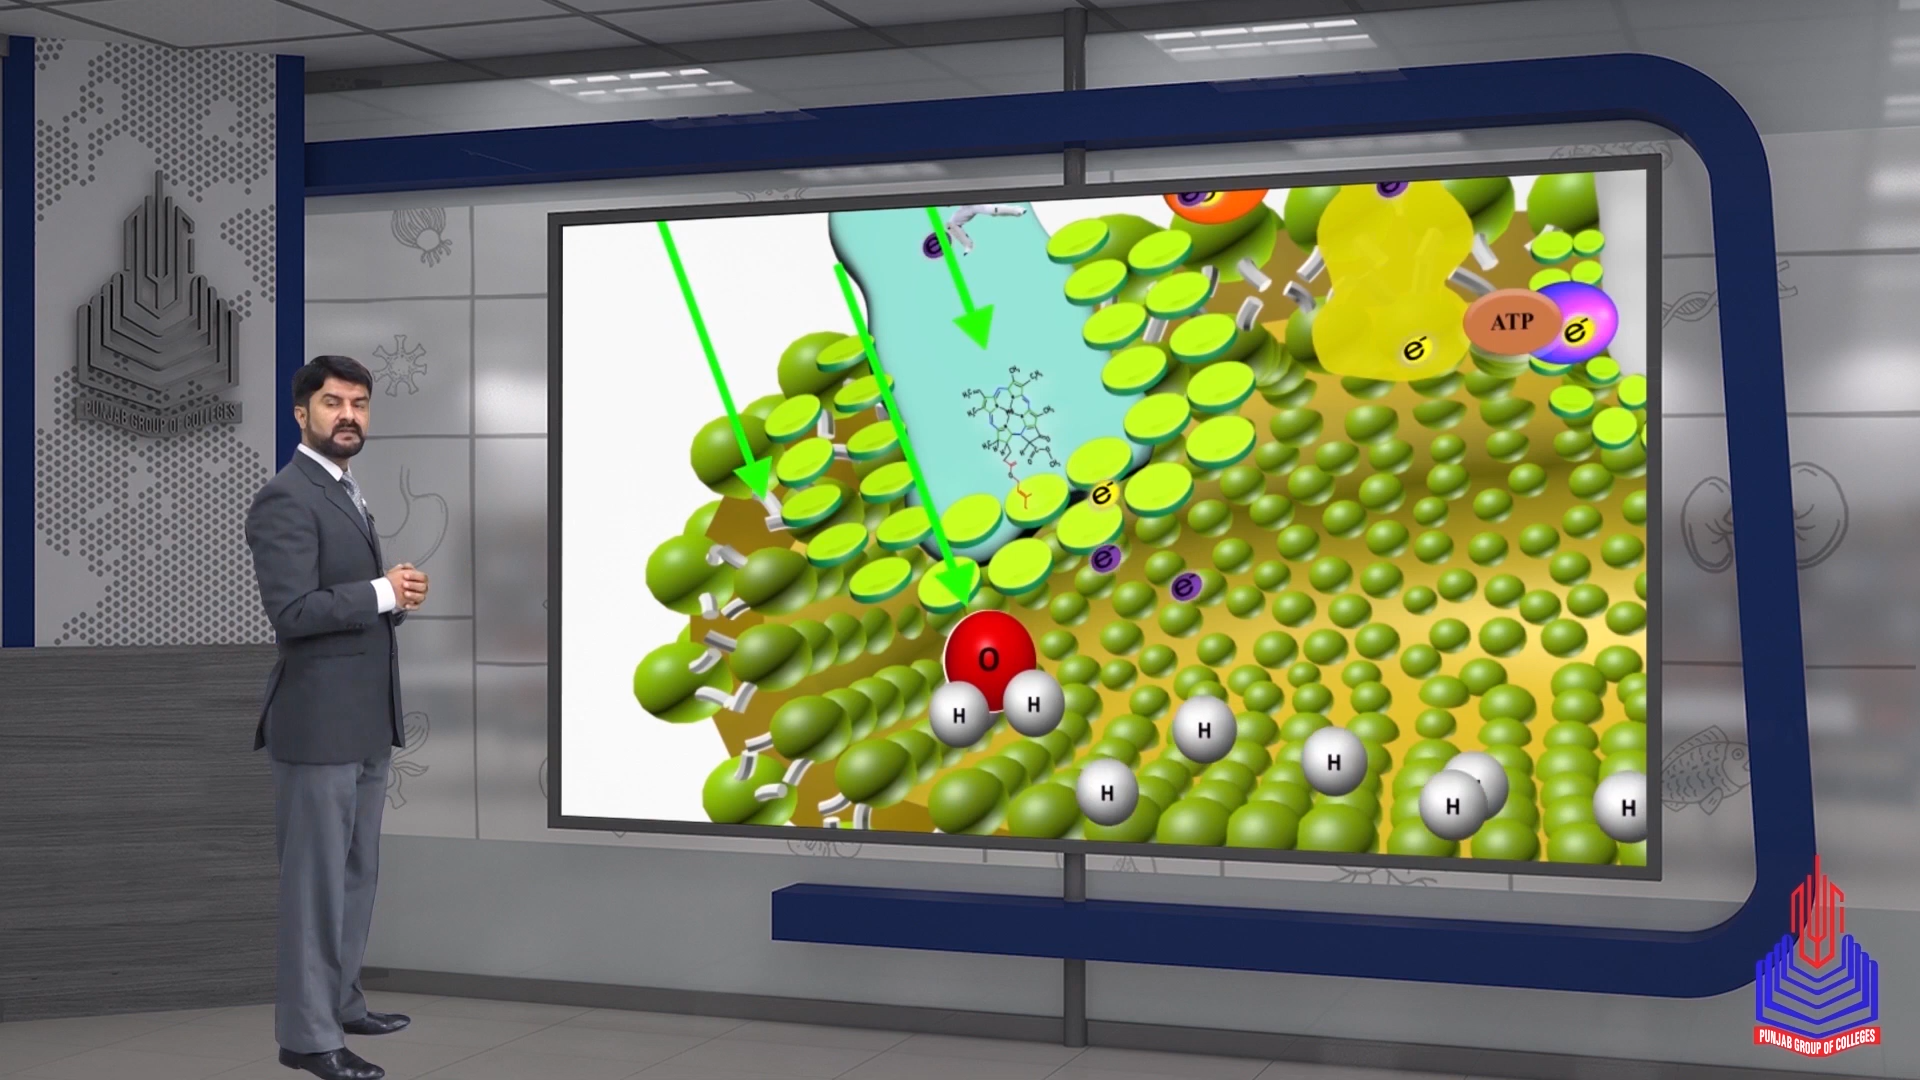 PUNJAB GROUP OF COLLEGES
e⁻
e⁻
e⁻
ATP
e⁻
e⁻
e⁻
e⁻
e⁻
O
H
H
H
H
H
H
H
PUNJAB GROUP OF COLLEGES